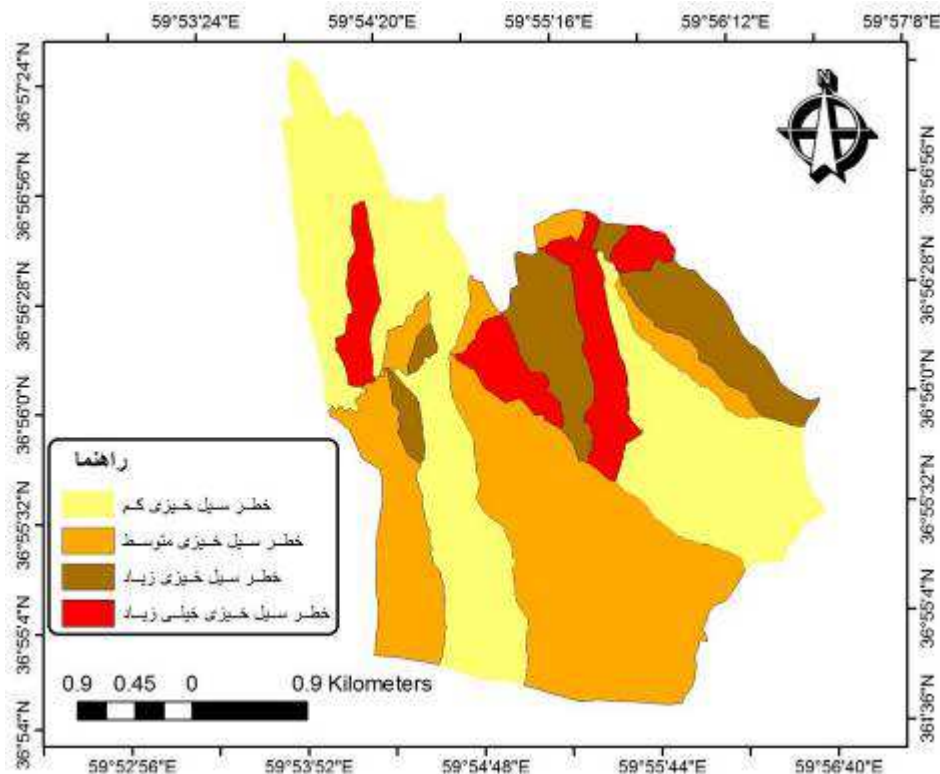 59°53'24"E 59°54'20"E 59°55'16"E 59°56'12"E 59°57'8"E
N
36°57'24"N
36°56'56"N
36°56'28"N
36°56'0"N
36°55'32"N
36°55'4"N
36°54'N
36°56'56"N
36°56'28"N
36°56'0"N
36°55'32"N
36°55'4"N
36°1'36"N
راهنما
خطر سیل خیزی کم
خطر سیل خیزی متوسط
خطر سیل خیزی زیاد
خطر سیل خیزی خیلی زیاد
0.9 0.45 0 0.9 Kilometers
59°52'56"E 59°53'52"E 59°54'48"E 59°55'44"E 59°56'40"E